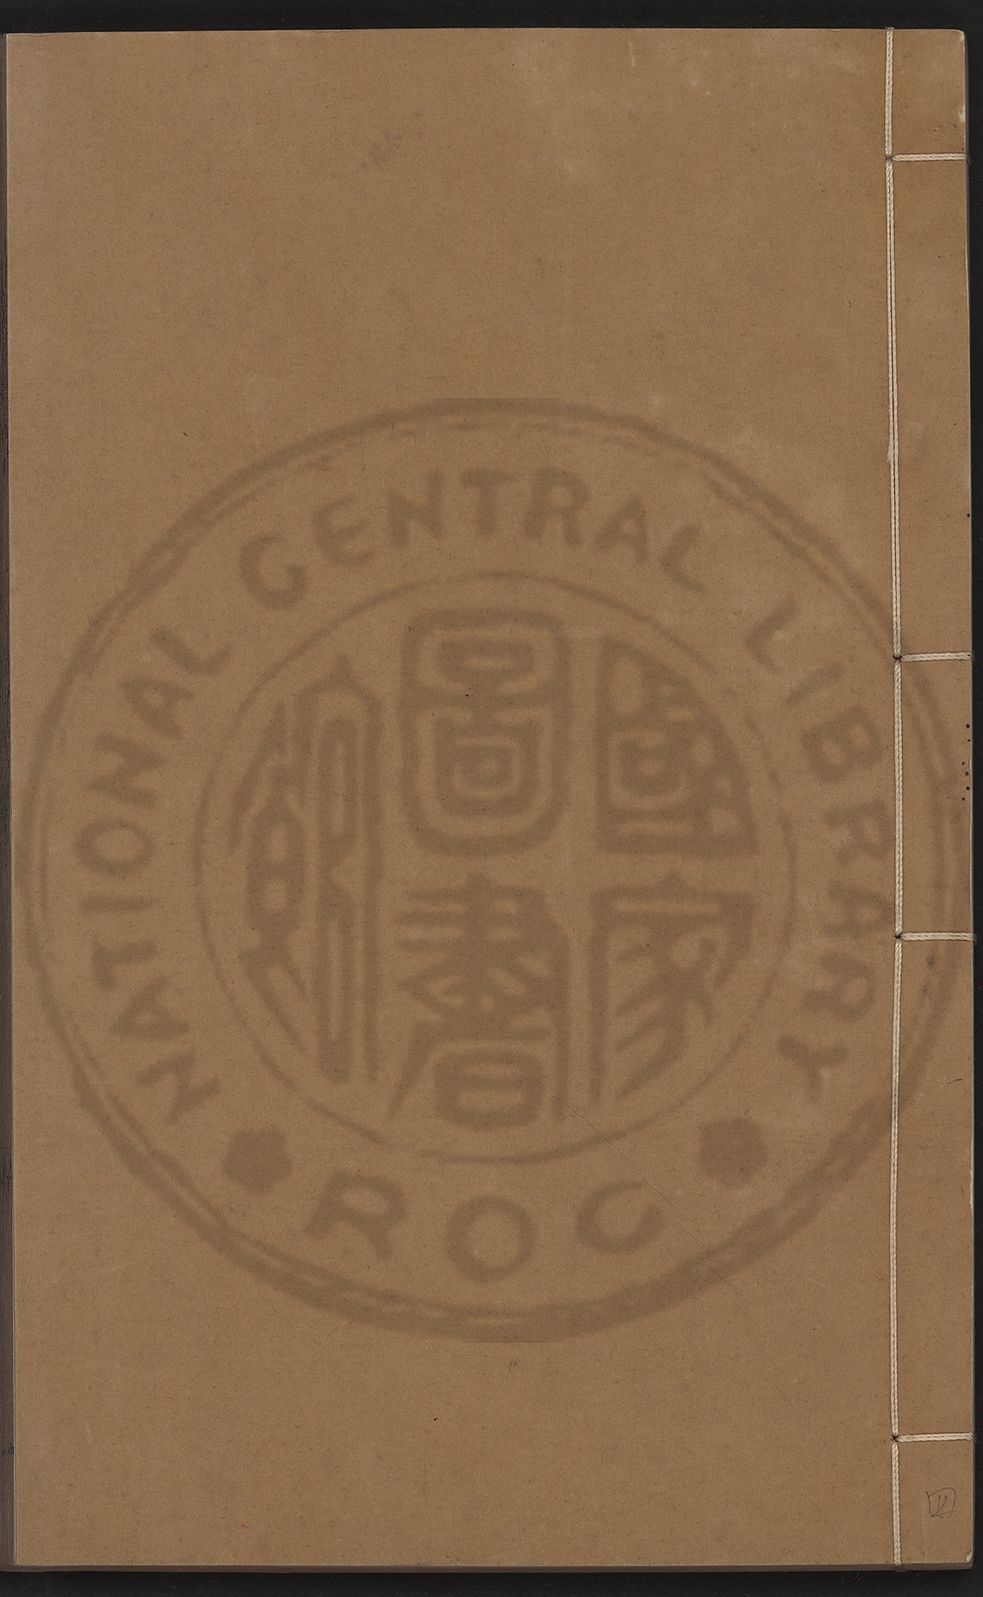 NATIONAL CENTRAL LIBRARY
國家
圖書
館
ROC